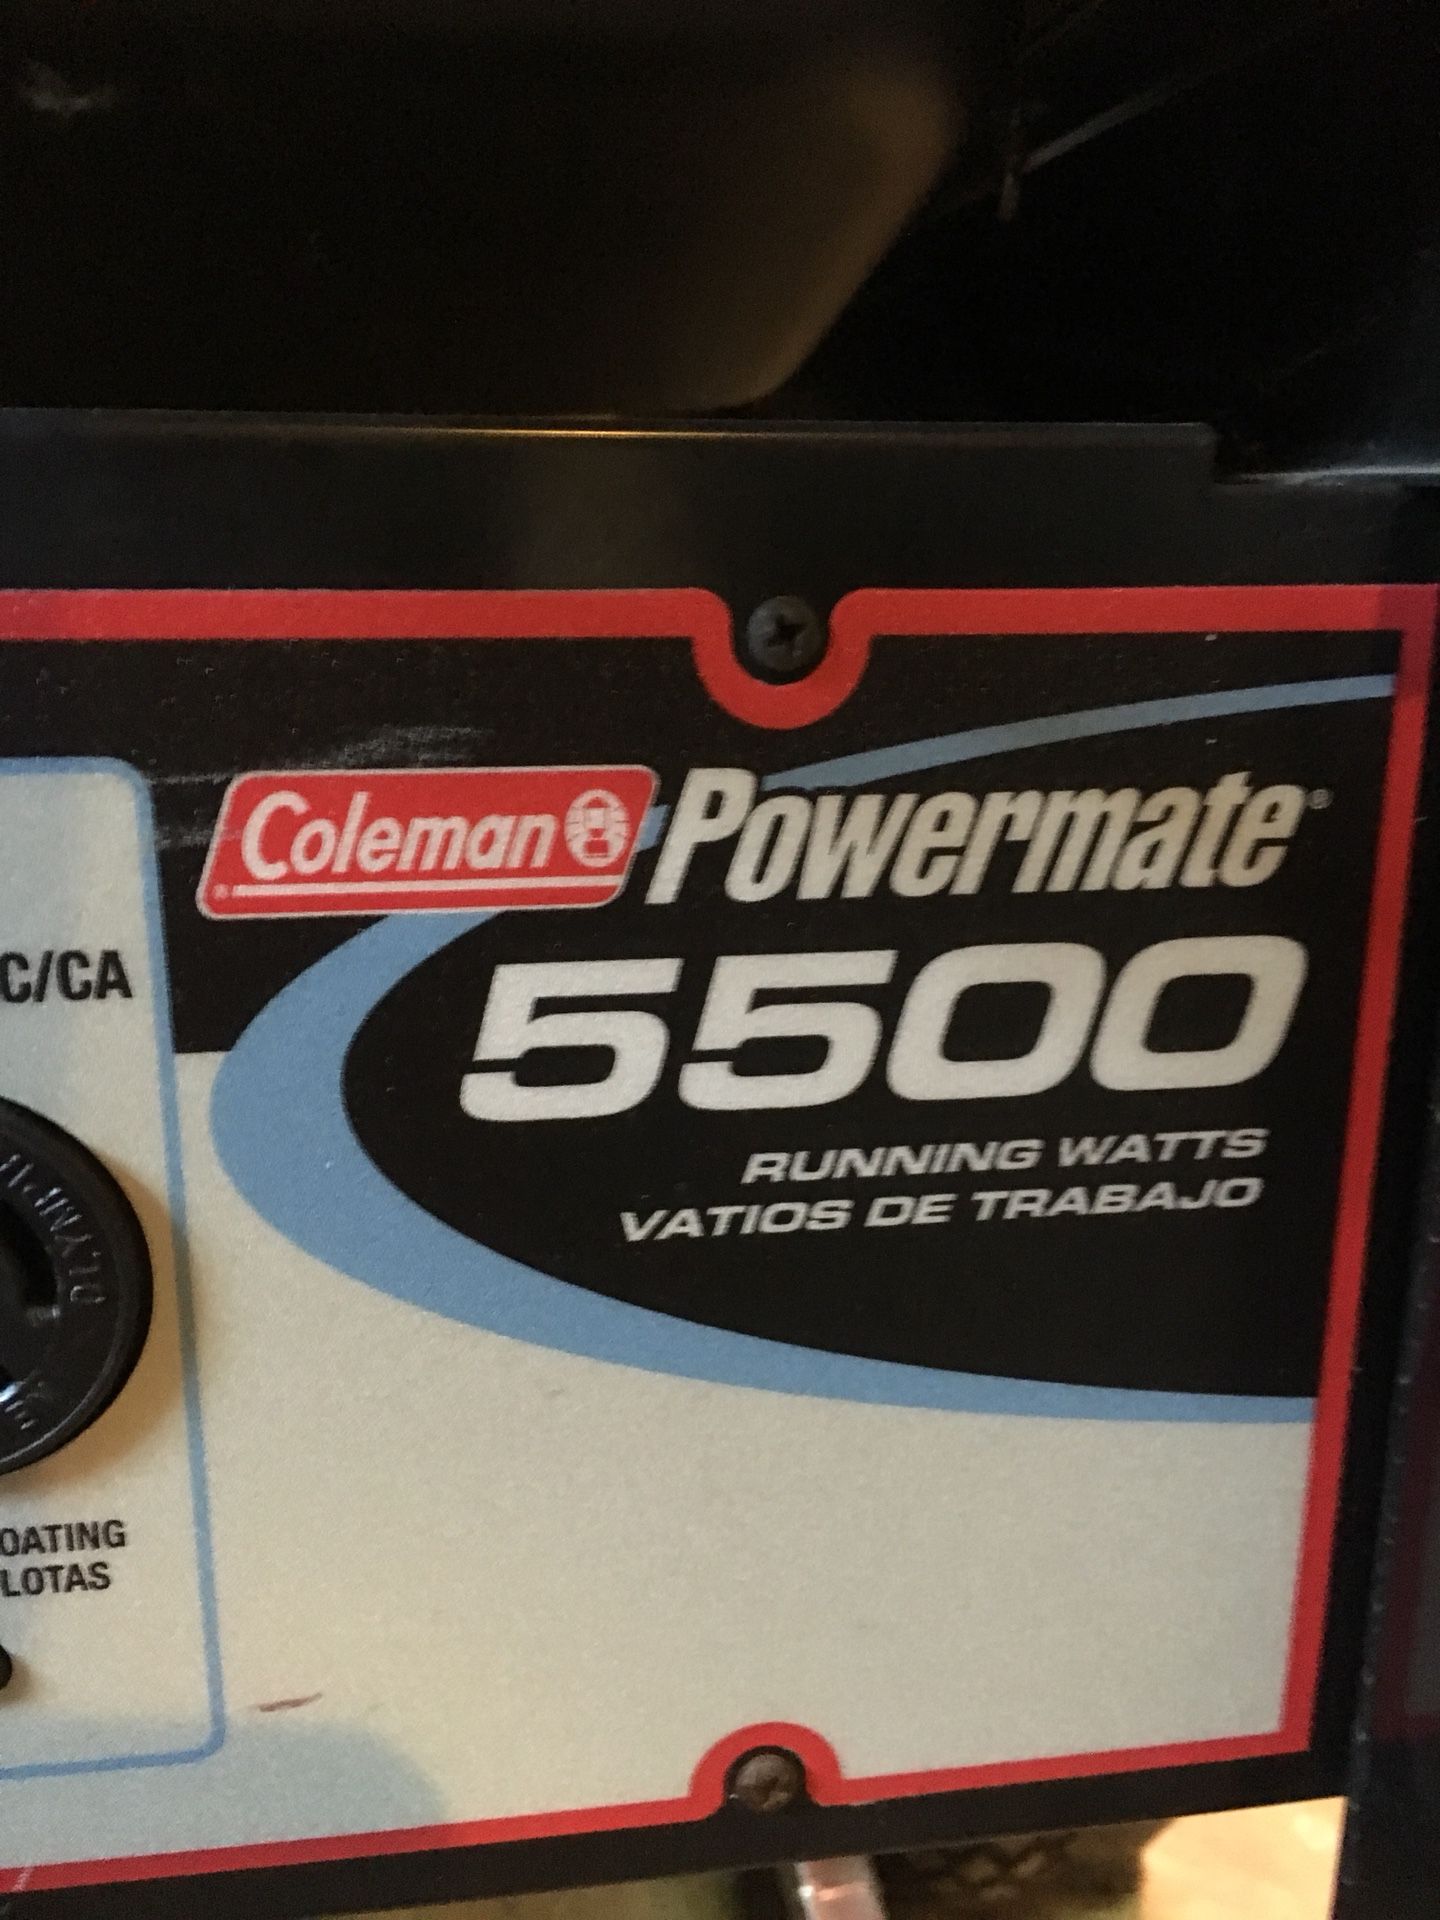 Coleman Powermate®
5500
RUNNING WATTS
VATIOS DE TRABAJO
C/CA
OATING
LOTAS